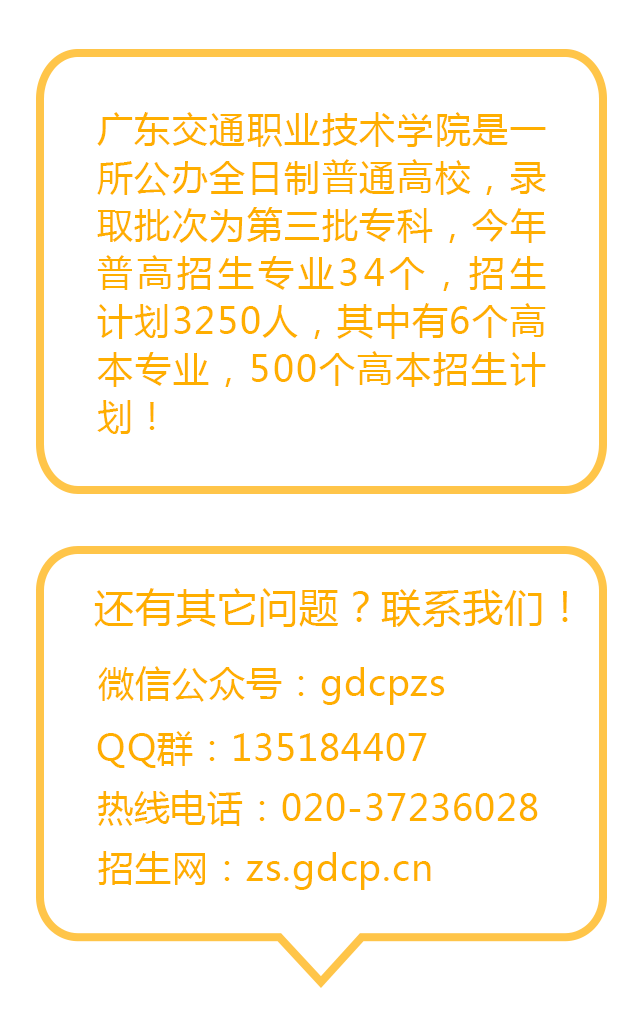 广东交通职业技术学院是一
所公办全日制普通高校，录
取批次为第三批专科，今年
普高招生专业34个，招生
计划3250人，其中有6个高
本专业，500个高本招生计
划！
还有其它问题？联系我们！
微信公众号：gdcpzs
QQ群：135184407
热线电话：020-37236028
招生网：zs.gdcp.cn